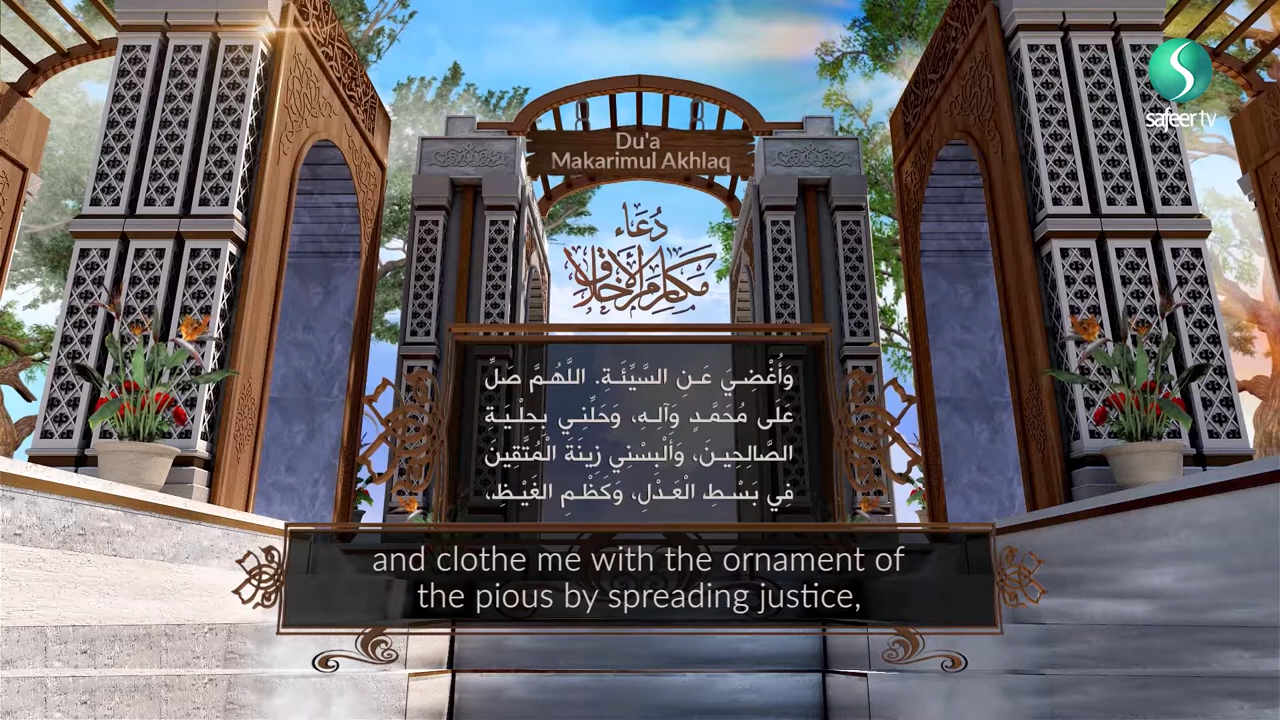 safeer tv
Du'a
Makarimul Akhlaq
دُعَاء
مَكَارِمِ الْأَخْلَاق
وَأُغْضِيَ عَنِ السَّيِّئَةِ. اللَّهُمَّ صَلِّ
عَلَى مُحَمَّدٍ وَآلِهِ، وَحَلِّنِي بِحِلْيَةِ
الصَّالِحِينَ، وَأَلْبِسْنِي زِينَةَ الْمُتَّقِينَ
فِي بَسْطِ الْعَدْلِ، وَكَظْمِ الغَيْظِ،
and clothe me with the ornament of
the pious by spreading justice,